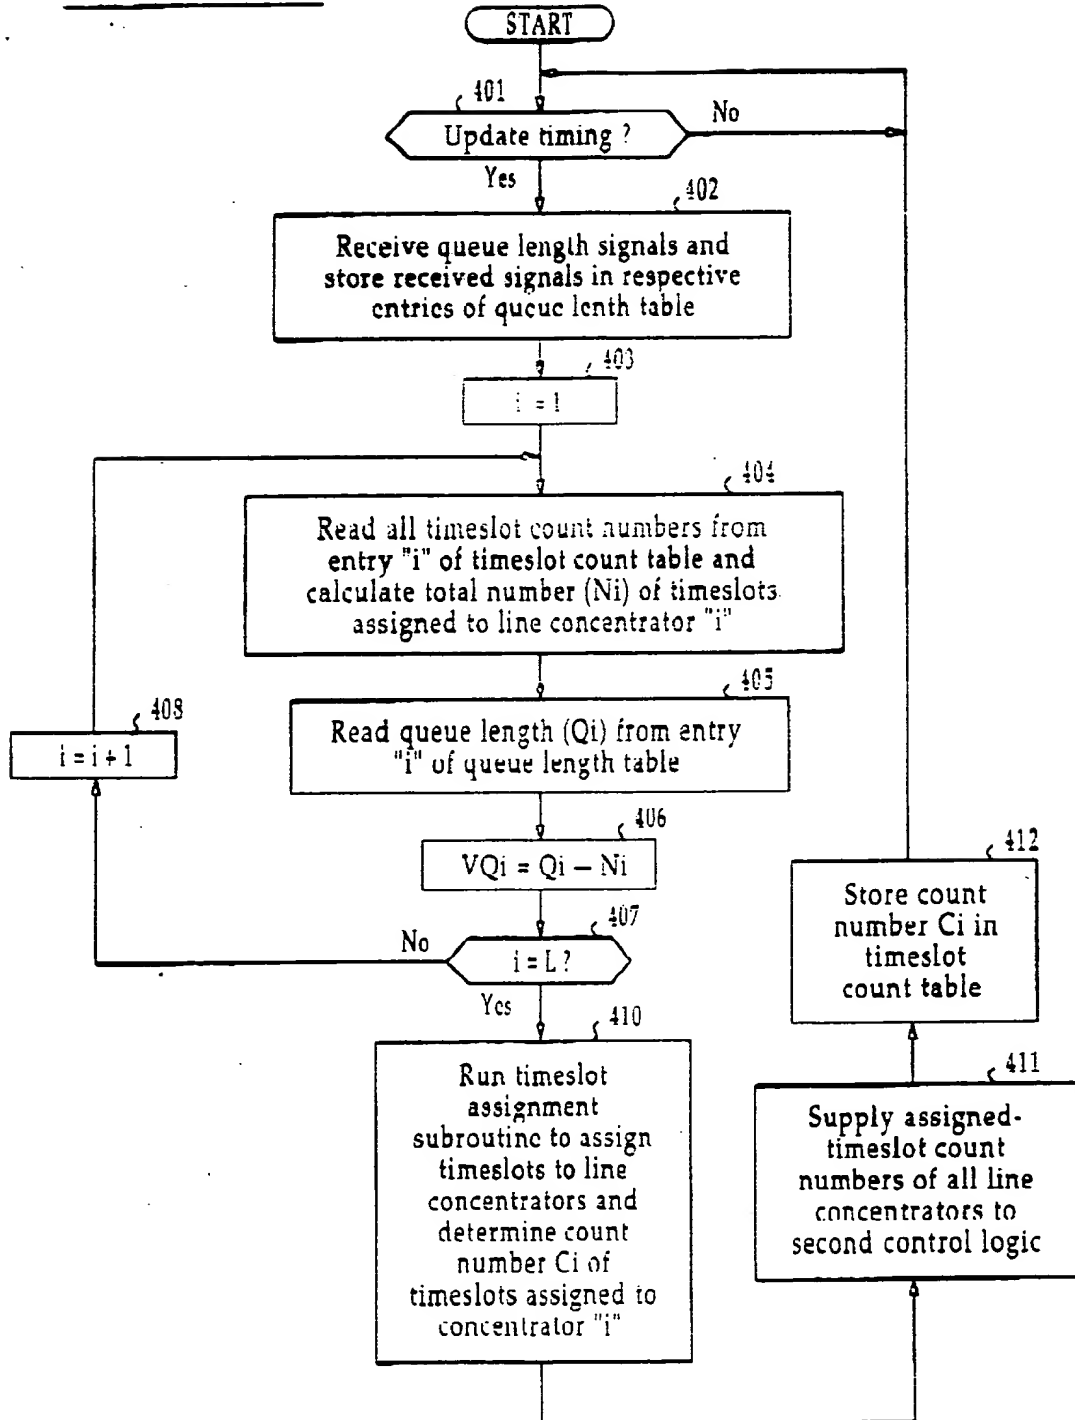 START
401
Update timing ?
No
Yes
402
Receive queue length signals and
store received signals in respective
entries of queue lenth table
403
i = 1
404
Read all timeslot count numbers from
entry "i" of timeslot count table and
calculate total number (Ni) of timeslots
assigned to line concentrator "i"
405
Read queue length (Qi) from entry
"i" of queue length table
408
i = i + 1
406
VQi = Qi – Ni
407
No
i = L ?
Yes
410
Run timeslot
assignment
subroutine to assign
timeslots to line
concentrators and
determine count
number Ci of
timeslots assigned to
concentrator "i"
412
Store count
number Ci in
timeslot
count table
411
Supply assigned-
timeslot count
numbers of all line
concentrators to
second control logic